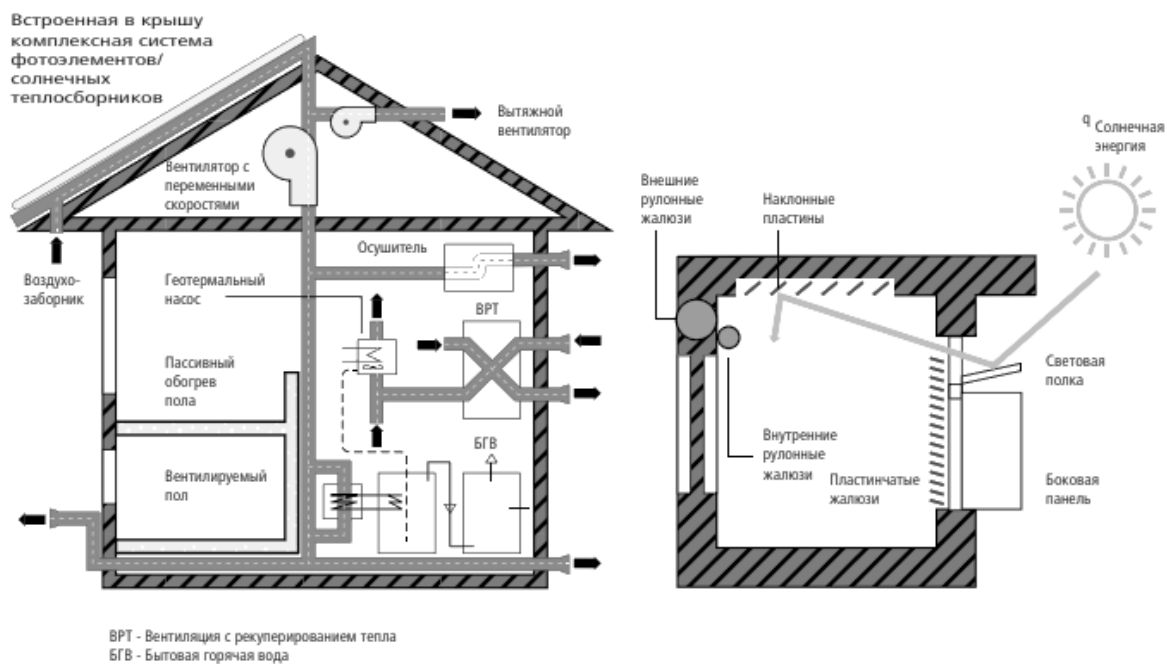 Встроенная в крышу
комплексная система
фотоэлементов/
солнечных
теплосборников
Вытяжной
вентилятор
Вентилятор с
переменными
скоростями
Воздухо-
заборник
Осушитель
Геотермальный
насос
ВРТ
Пассивный
обогрев
пола
БГВ
Вентилируемый
пол
ВРТ - Вентиляция с рекуперированием тепла
БГВ - Бытовая горячая вода
q Солнечная
энергия
Внешние
рулонные
жалюзи
Наклонные
пластины
Световая
полка
Внутренние
рулонные
жалюзи
Пластинчатые
жалюзи
Боковая
панель